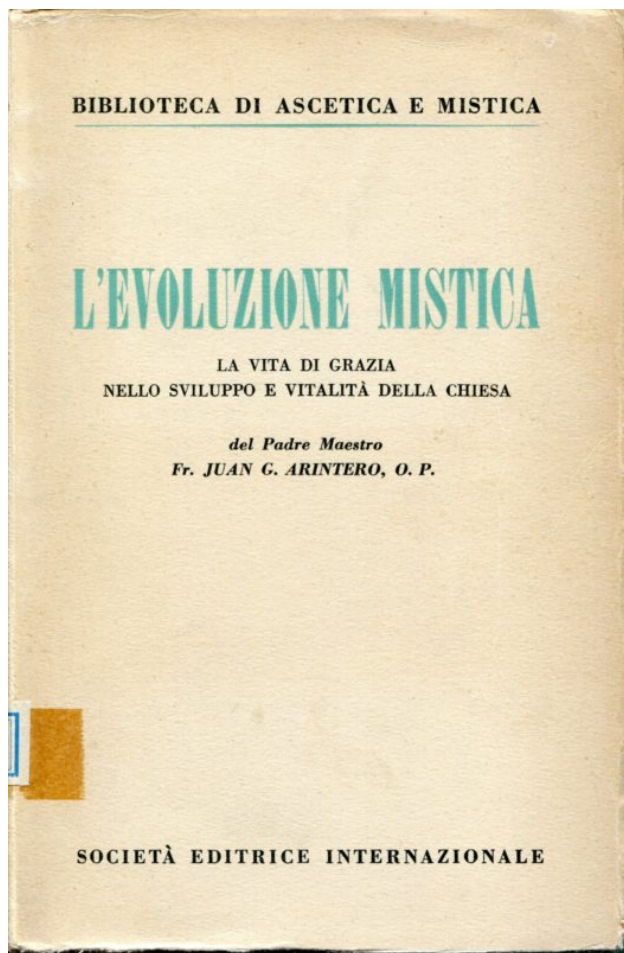 BIBLIOTECA DI ASCETICA E MISTICA
L'EVOLUZIONE MISTICA
LA VITA DI GRAZIA
NELLO SVILUPPO E VITALITÀ DELLA CHIESA
del Padre Maestro
Fr. JUAN G. ARINTERO, O. P.
SOCIETÀ EDITRICE INTERNAZIONALE